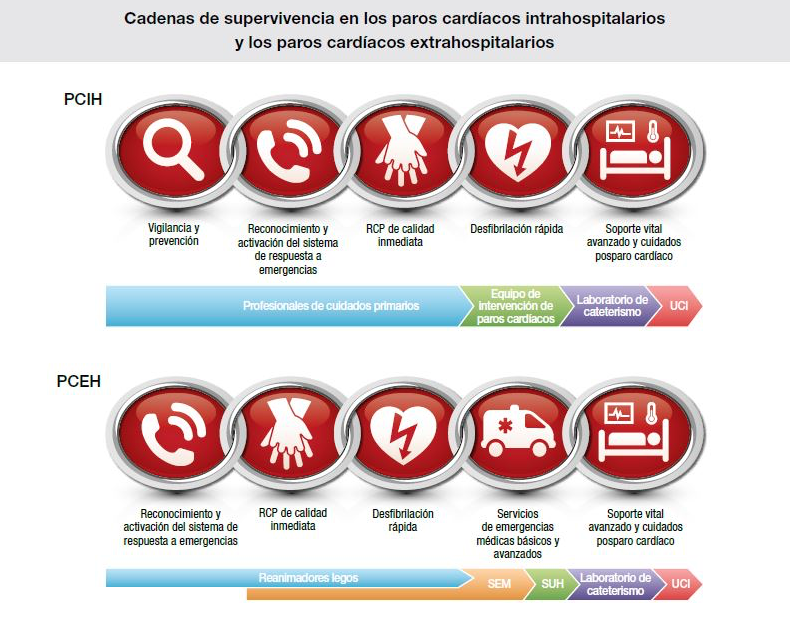 Cadenas de supervivencia en los paros cardíacos intrahospitalarios
y los paros cardíacos extrahospitalarios
PCIH
Vigilancia y
prevención
Reconocimiento y
activación del sistema
de respuesta a
emergencias
RCP de calidad
inmediata
Desfibrilación rápida
Soporte vital
avanzado y cuidados
posparo cardíaco
Profesionales de cuidados primarios
Equipo de
intervención de
paros cardíacos
Laboratorio de
cateterismo
UCI
PCEH
Reconocimiento y
activación del sistema de
respuesta a emergencias
RCP de calidad
inmediata
Desfibrilación
rápida
Servicios
de emergencias
médicas básicos y
avanzados
Soporte vital
avanzado y cuidados
posparo cardíaco
Reanimadores legos
SEM
SUH
Laboratorio de
cateterismo
UCI